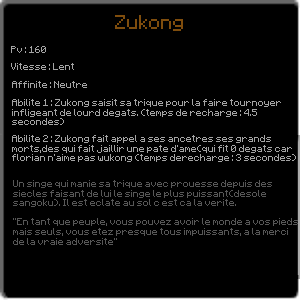 Zukong
Pv:160
Vitesse:Lent
Affinite:Neutre
Abilite 1:Zukong saisit sa trique pour la faire tournoyer
infligeant de lourd degats. (temps de recharge: 4.5
secondes)
Abilite 2:Zukong fait appel a ses ancetres ses grands
morts,des qui fait jaillir une pate d'ame(qui fit 0 degats car
florian n'aime pas wukong (temps derecharge: 3 secondes)
Un singe qui manie sa trique avec prouesse depuis des
siecles faisant de lui le singe le plus puissant(desole
sangoku). Il est eclate au sol c est ca la verite.
"En tant que peuple, vous pouvez avoir le monde a vos pieds
mais seuls, vous etez presque tous impuissants, a la merci
de la vraie adversite"